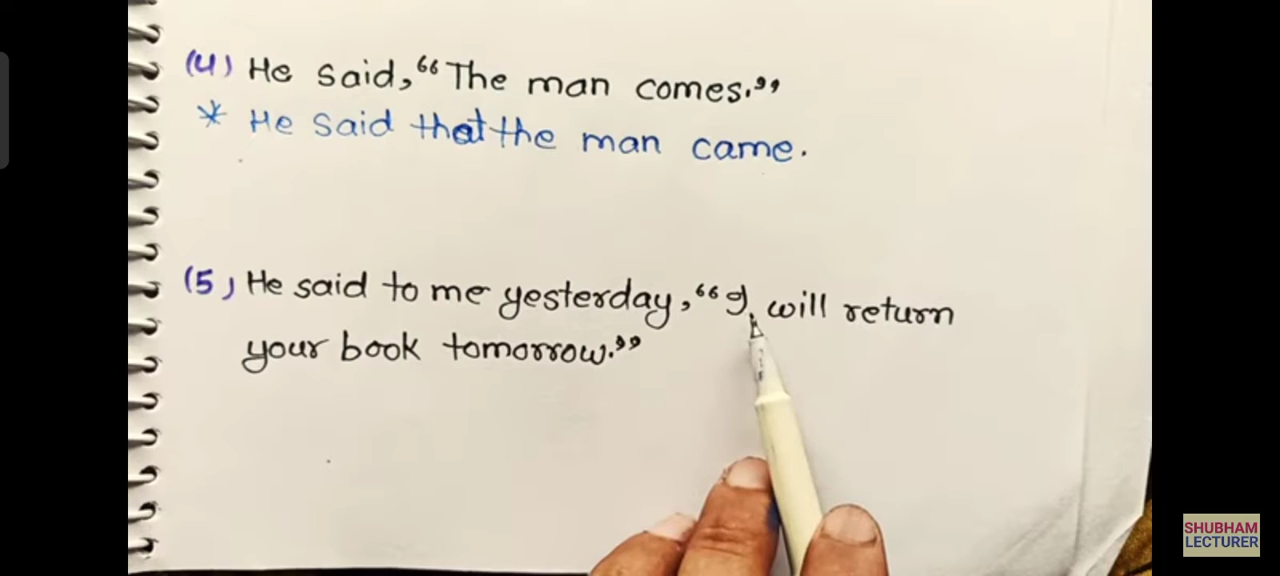 (4) He said, “The man comes.”
* He said that the man came.
(5) He said to me yesterday, “I will return
your book tomorrow.”
SHUBHAM
LECTURER